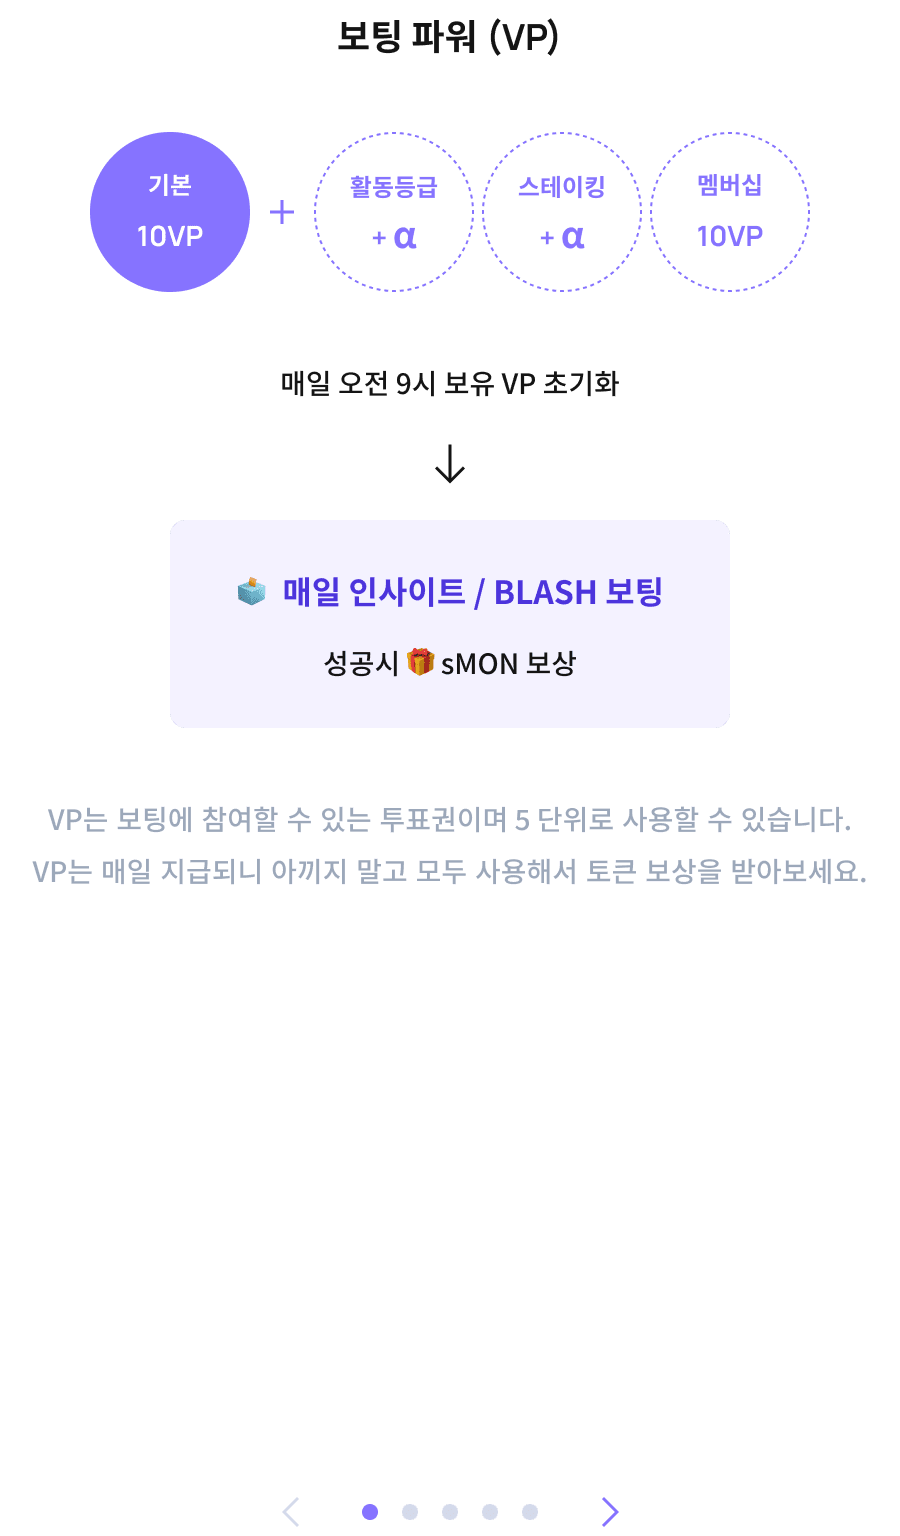 보팅 파워 (VP)
기본
10VP
+
활동등급
+ α
스테이킹
+ α
멤버십
10VP
매일 오전 9시 보유 VP 초기화
매일 인사이트 / BLASH 보팅
성공시 🎁 sMON 보상
VP는 보팅에 참여할 수 있는 투표권이며 5 단위로 사용할 수 있습니다.
VP는 매일 지급되니 아끼지 말고 모두 사용해서 토큰 보상을 받아보세요.